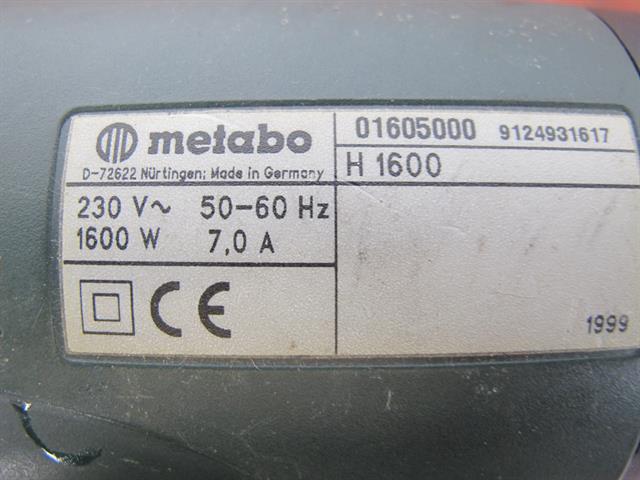 metabo
D-72622 Nürtingen; Made in Germany
01605000 9124931617
H 1600
230 V~ 50-60 Hz
1600 W 7,0 A
CE
1999